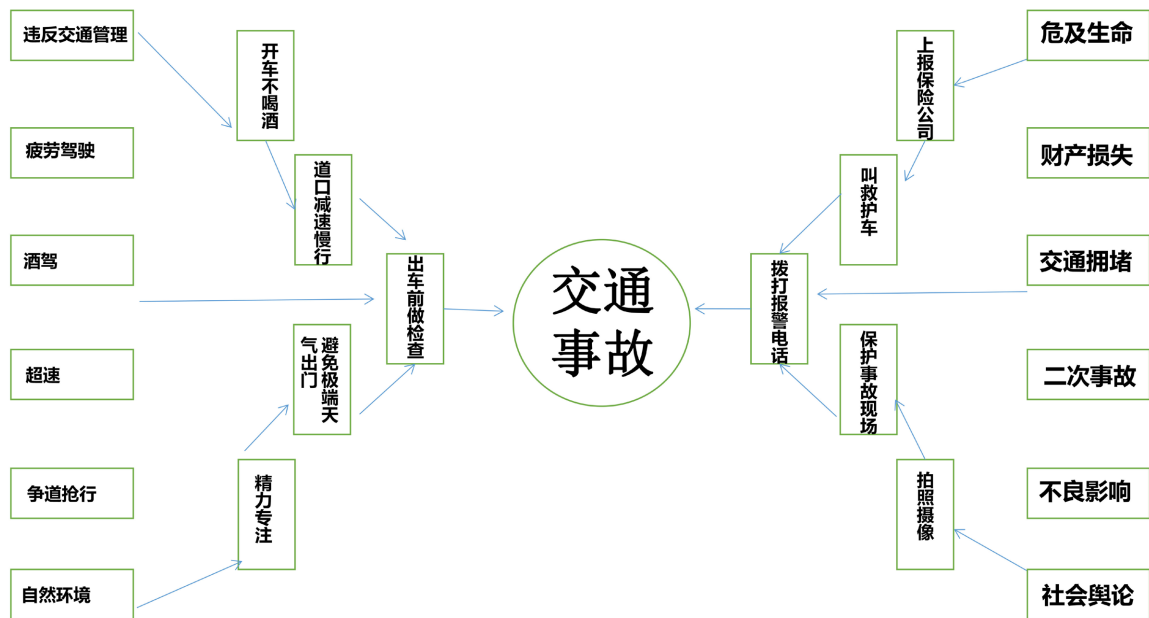 违反交通管理
疲劳驾驶
酒驾
超速
争道抢行
自然环境
开车不喝酒
道口减速慢行
出车前做检查
避免极端天
气出门
精力专注
交通
事故
上报保险公司
叫救护车
拨打报警电话
保护事故现场
拍照摄像
危及生命
财产损失
交通拥堵
二次事故
不良影响
社会舆论